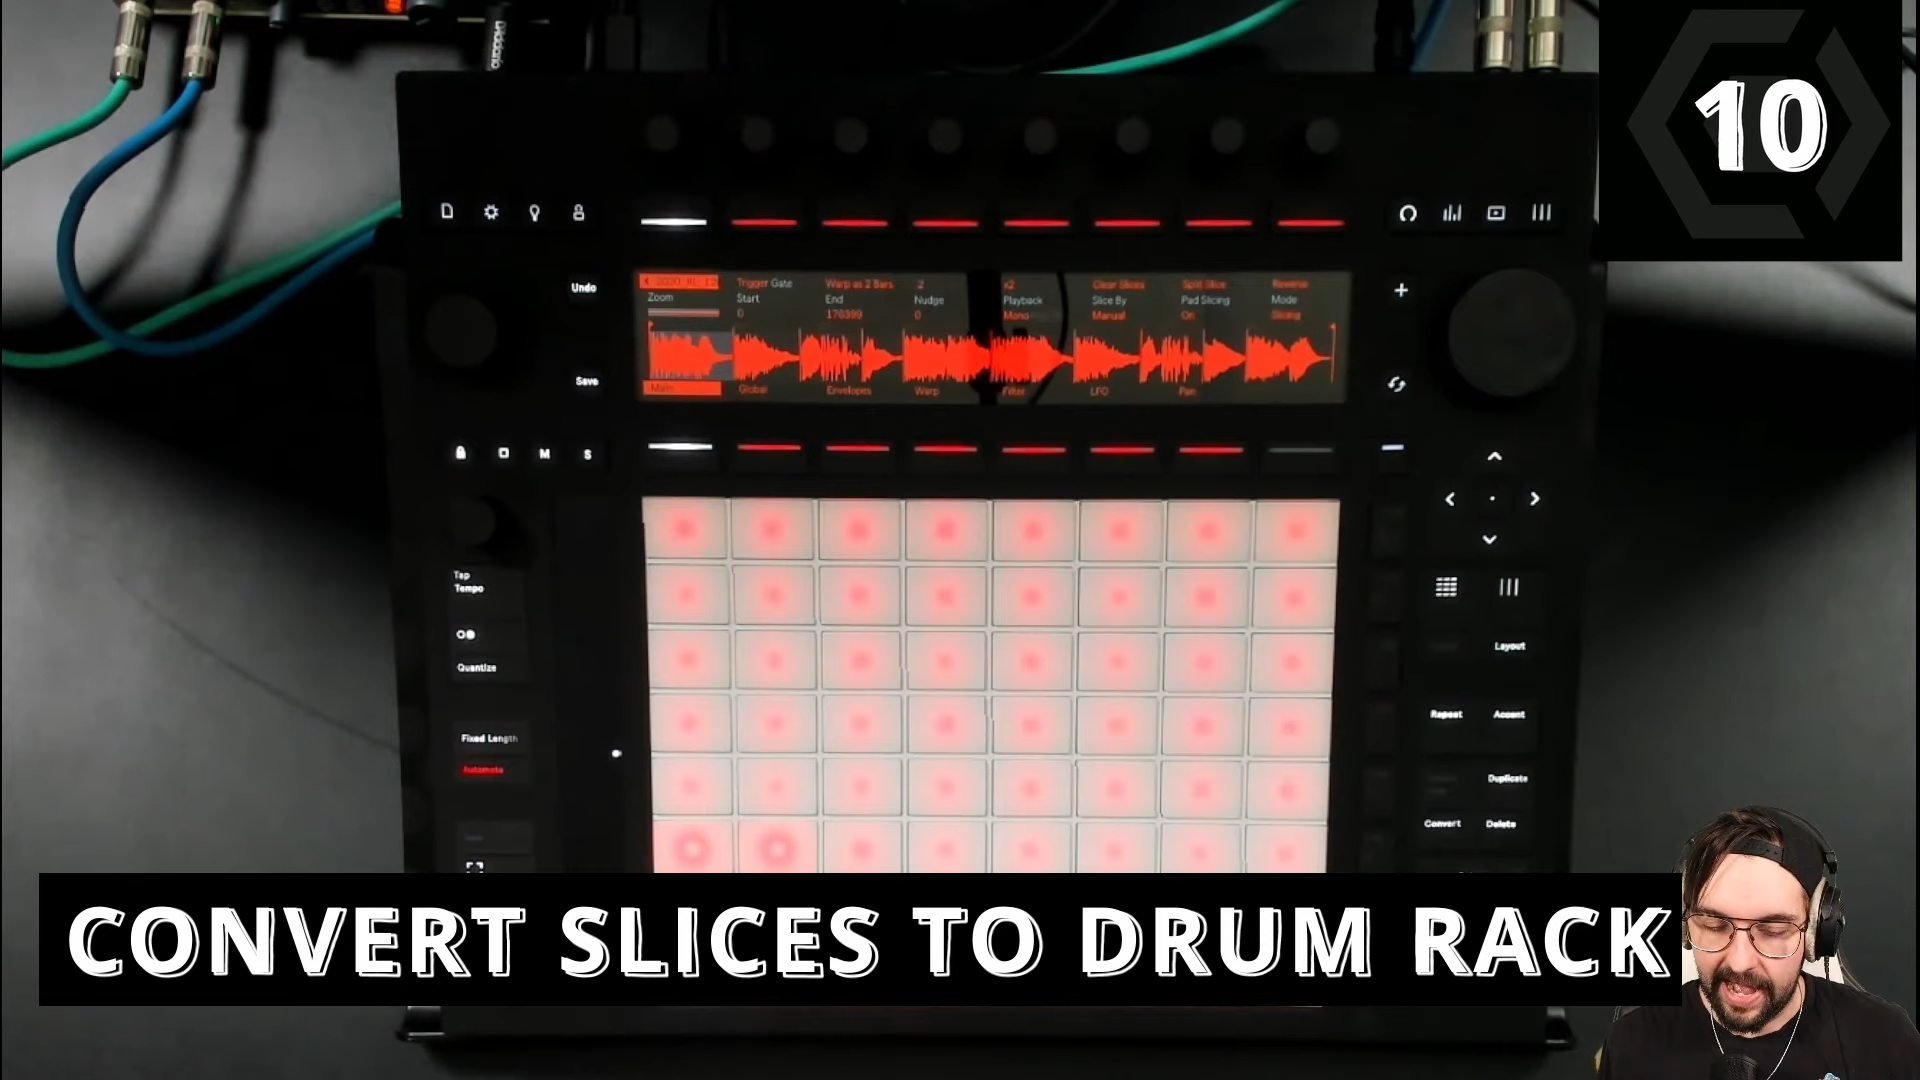 10
Undo
Save
Trigger Gate
Warp as 2 Bars
:2
x2
Clear Slices
Split Slice
Reverse
Zoom
Start
End
Nudge
Playback
Slice By
Pad Slicing
Mode
0
176399
0
Mono
Manual
On
Slicing
Main
Global
Envelopes
Warp
Filter
LFO
Pan
M
S
Tap
Tempo
Quantize
Fixed Length
Automate
Layout
Repeat
Accent
Duplicate
Convert
Delete
CONVERT SLICES TO DRUM RACK